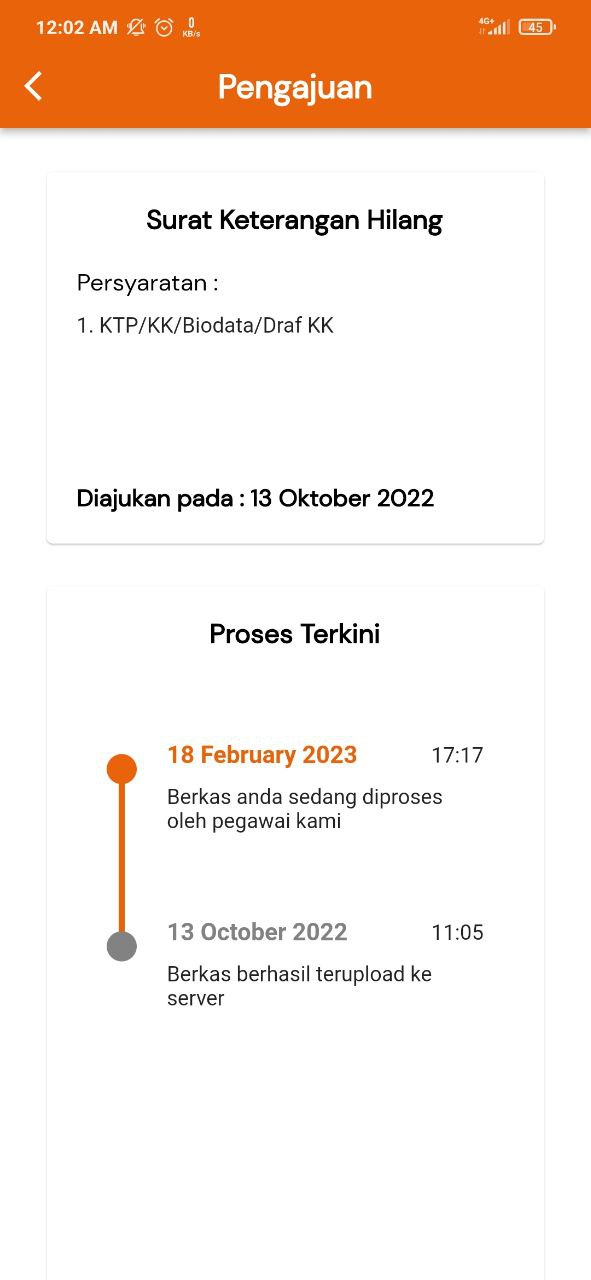 12:02 AM 0 KB/s 4G+ 45
Pengajuan
Surat Keterangan Hilang
Persyaratan :
1. KTP/KK/Biodata/Draf KK
Diajukan pada : 13 Oktober 2022
Proses Terkini
18 February 2023 17:17
Berkas anda sedang diproses
oleh pegawai kami
13 October 2022 11:05
Berkas berhasil terupload ke
server